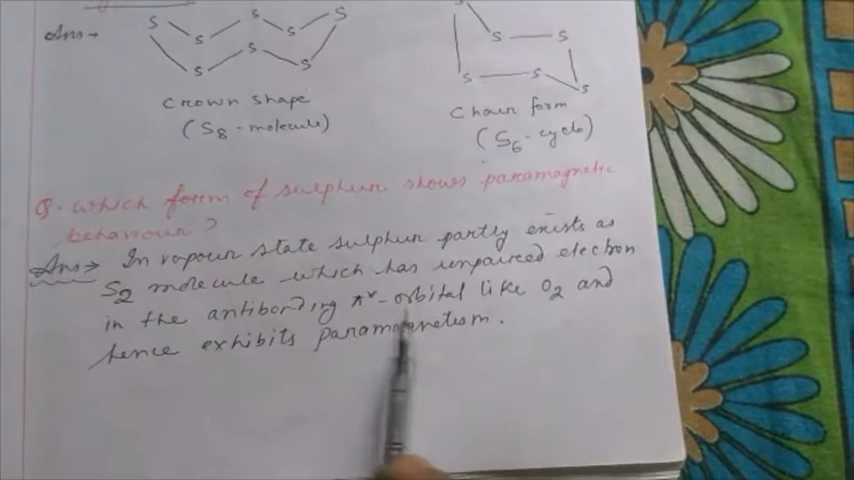 Ans→
S S S S S
S S S
S S S
S S S
Crown shape
(S8 - molecule)
Chair form
(S6 - cyclo)
Q. which form of sulphur shows paramagnetic
behaviour?
Ans→ In vapour state sulphur partly exists as
S2 molecule which has unpaired electron
in the antibonding π* - orbital like O2 and
hence exhibits paramagnetism.